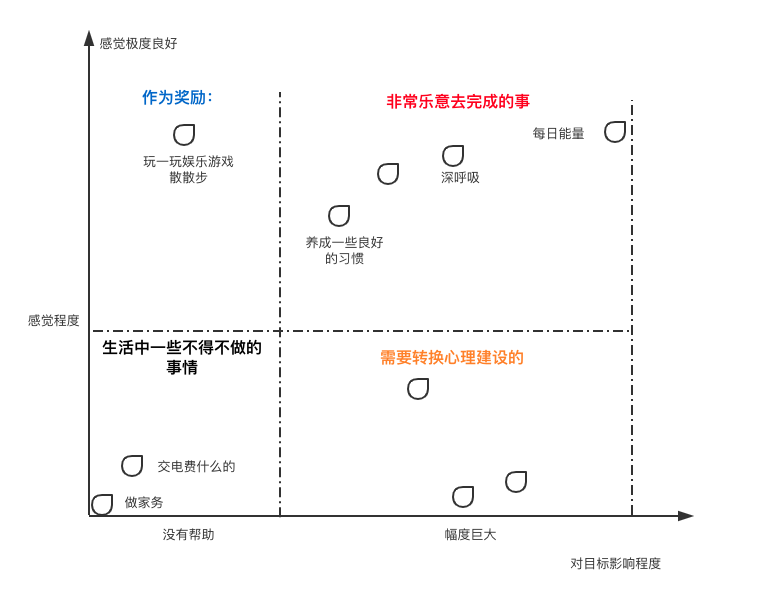 感觉极度良好
作为奖励：
非常乐意去完成的事
每日能量
玩一玩娱乐游戏
散散步
深呼吸
养成一些良好
的习惯
感觉程度
生活中一些不得不做的
事情
需要转换心理建设的
交电费什么的
做家务
没有帮助
幅度巨大
对目标影响程度